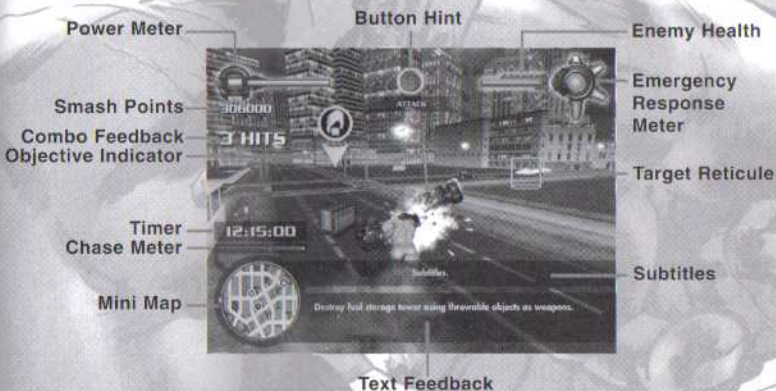 Button Hint
Power Meter
Enemy Health
Smash Points
306000
ATTACK
Emergency
Response
Meter
Combo Feedback
3 HITS
Objective Indicator
Target Reticule
Timer
12:15:00
Chase Meter
Subtitles
Subtitles
Mini Map
Destroy fuel storage tower using throwable objects as weapons.
Text Feedback